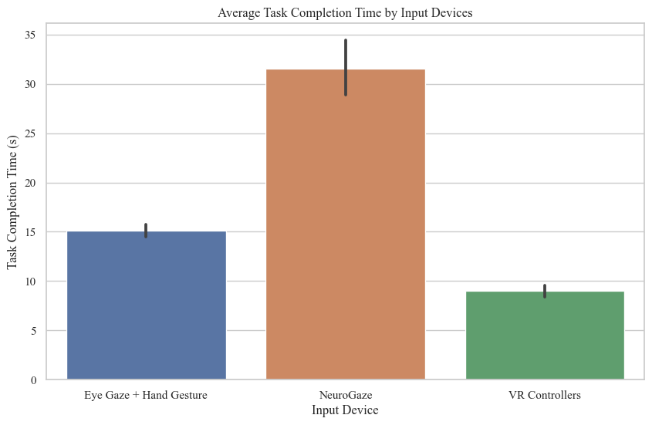 Average Task Completion Time by Input Devices
Task Completion Time (s)
35
30
25
20
15
10
5
0
Eye Gaze + Hand Gesture
NeuroGaze
VR Controllers
Input Device